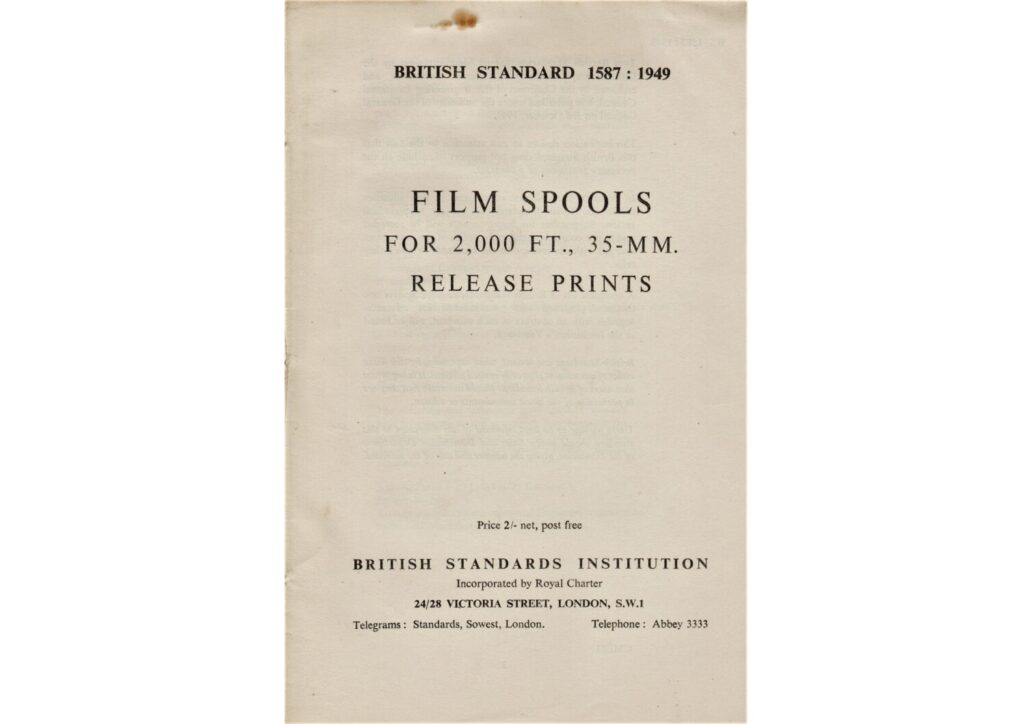 BRITISH STANDARD 1587 : 1949
FILM SPOOLS
FOR 2,000 FT., 35-MM.
RELEASE PRINTS
Price 2/- net, post free
BRITISH STANDARDS INSTITUTION
Incorporated by Royal Charter
24/28 VICTORIA STREET, LONDON, S.W.1
Telegrams : Standards, Sowest, London. Telephone : Abbey 3333